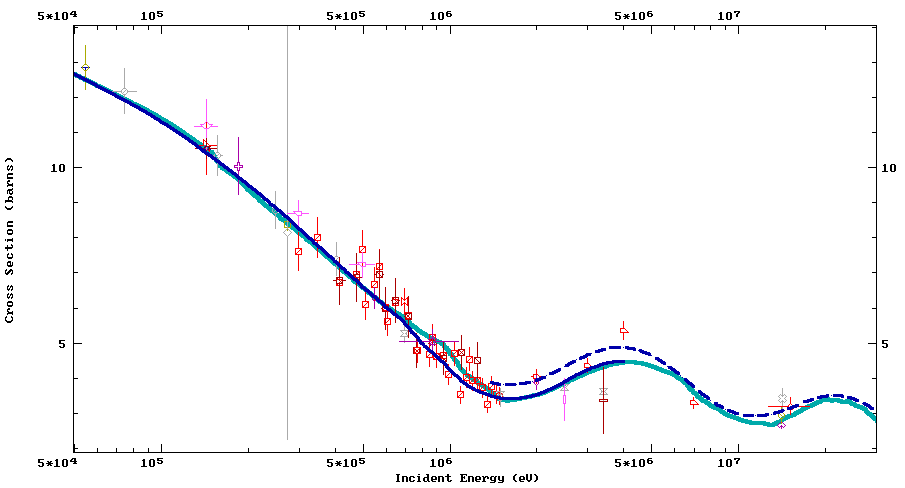 5*10⁴ 10⁵ 5*10⁵ 10⁶ 5*10⁶ 10⁷
10 10
Cross Section (barns)
5 5
5*10⁴ 10⁵ 5*10⁵ 10⁶ 5*10⁶ 10⁷
Incident Energy (eV)